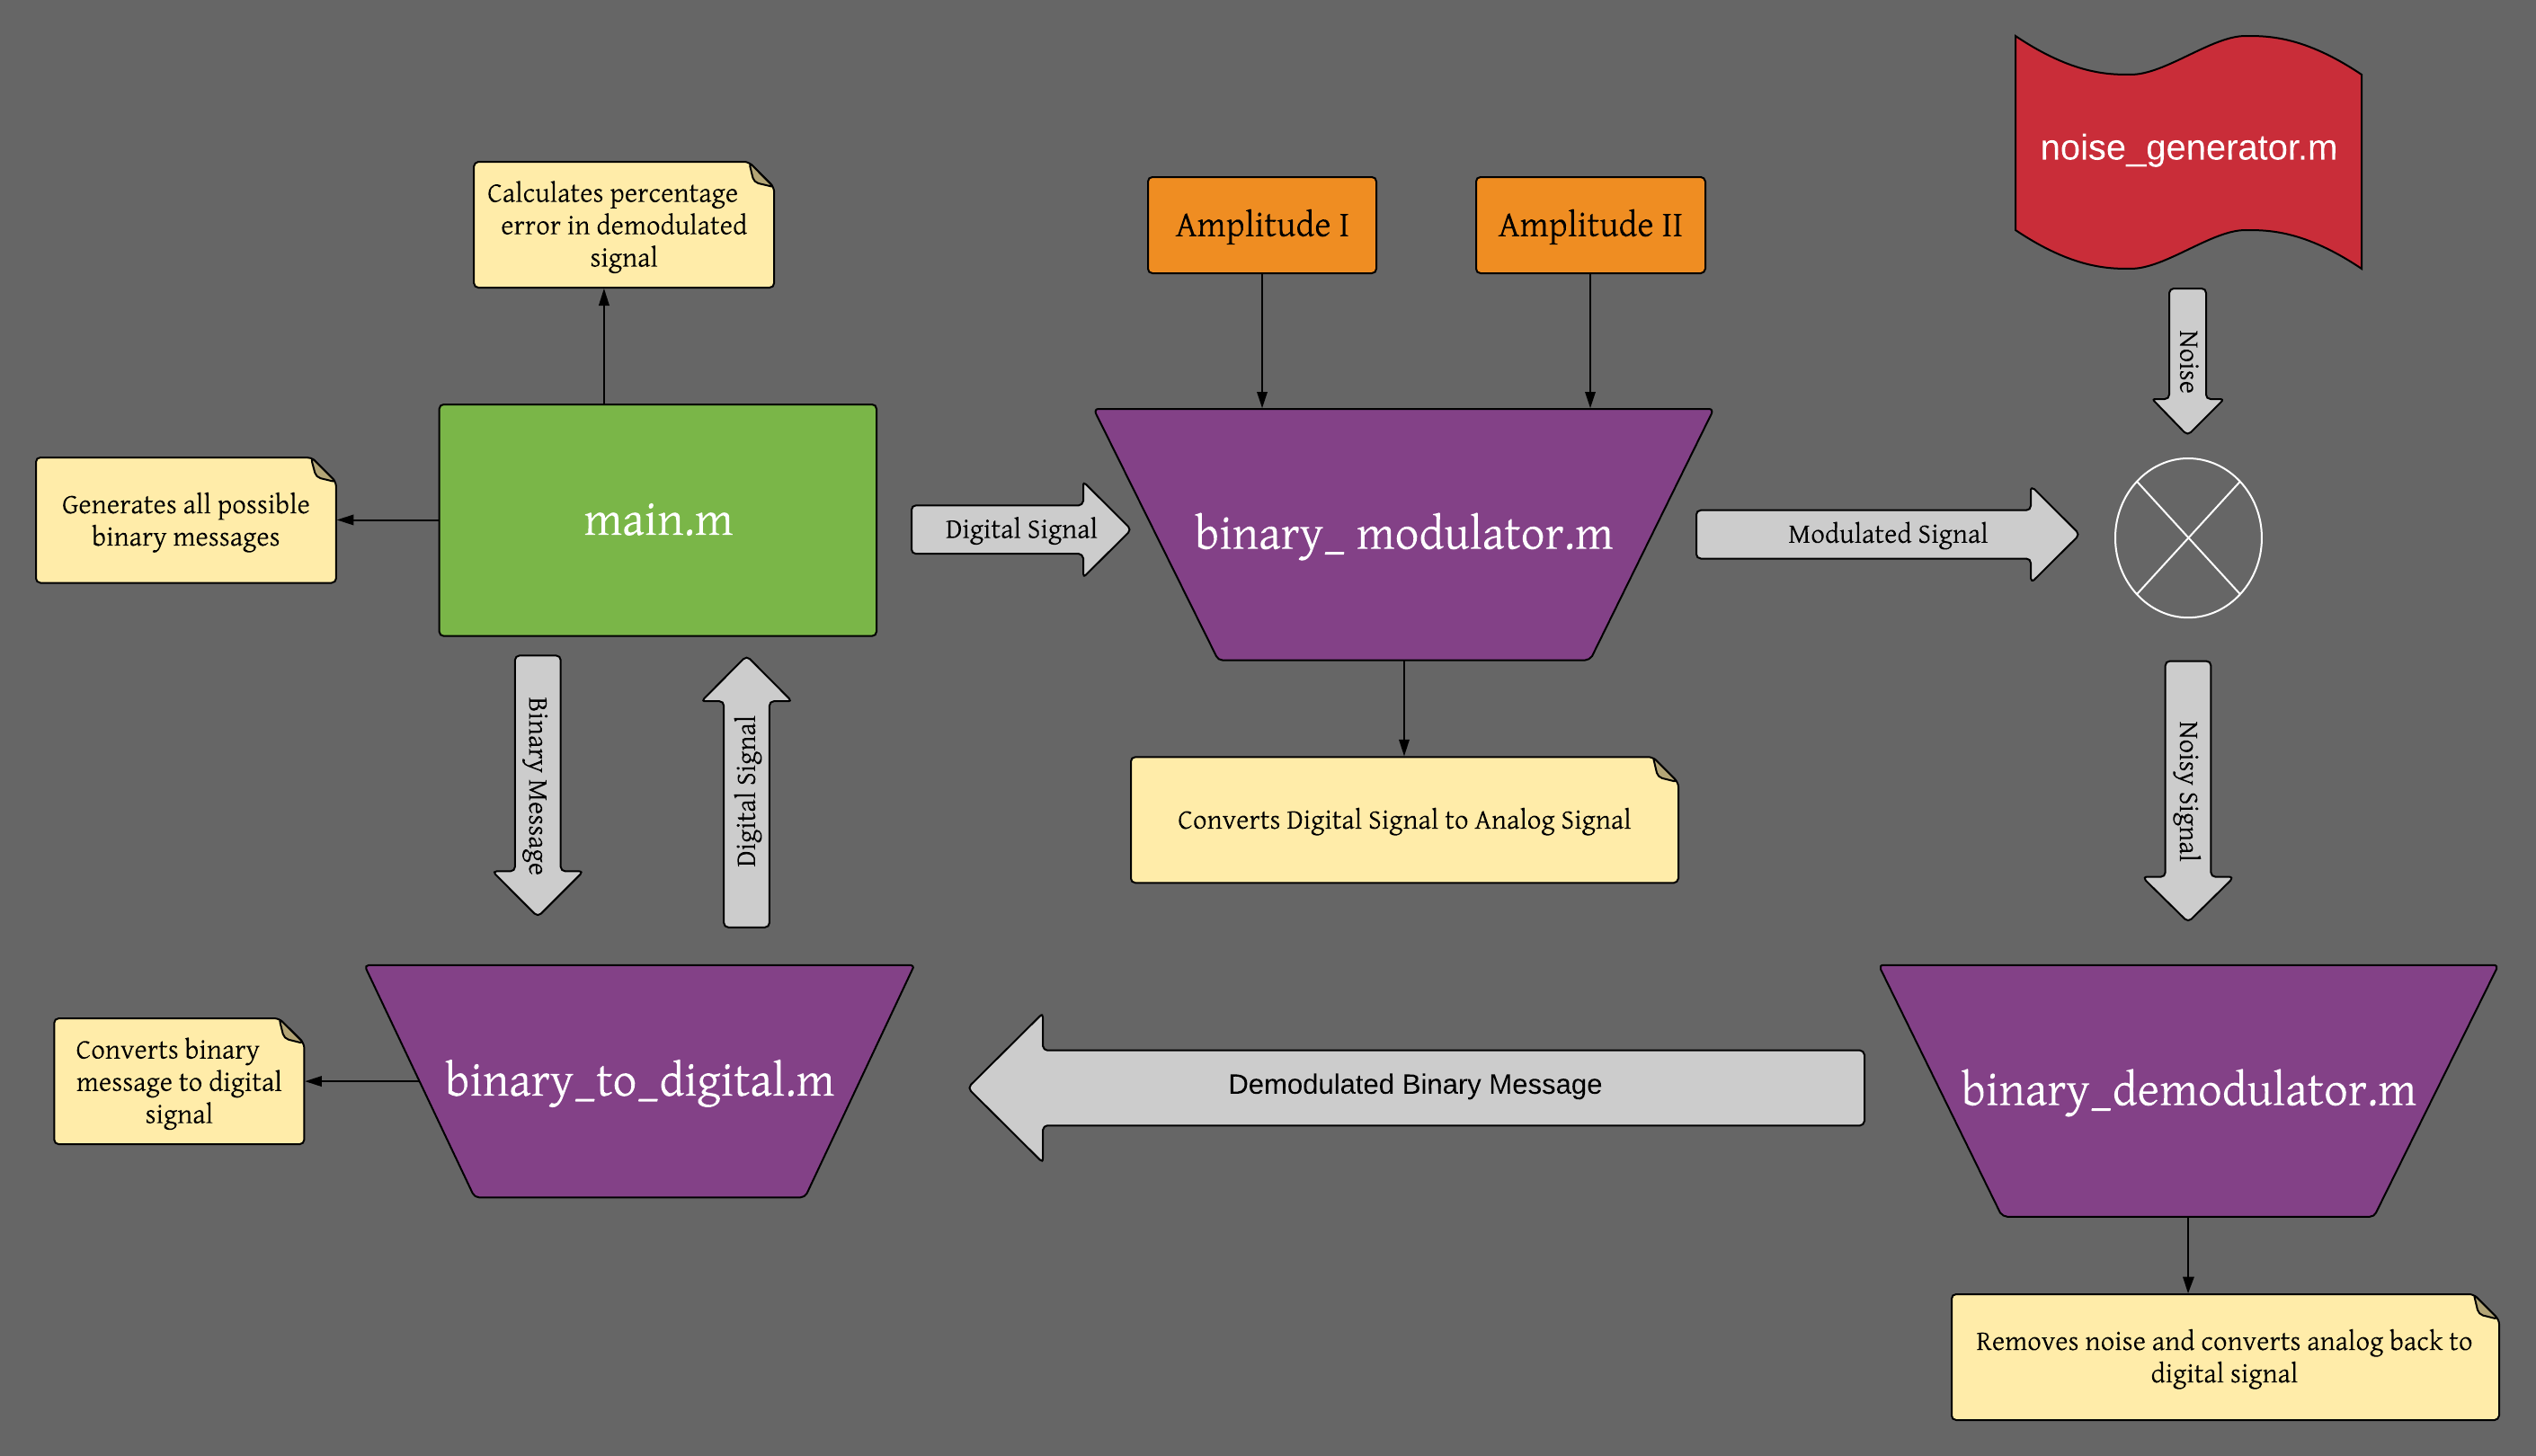 noise_generator.m
Calculates percentage
error in demodulated
signal
Amplitude I
Amplitude II
Noise
Generates all possible
binary messages
main.m
Digital Signal
binary_ modulator.m
Modulated Signal
Binary Message
Digital Signal
Converts Digital Signal to Analog Signal
Noisy Signal
Converts binary
message to digital
signal
binary_to_digital.m
Demodulated Binary Message
binary_demodulator.m
Removes noise and converts analog back to
digital signal